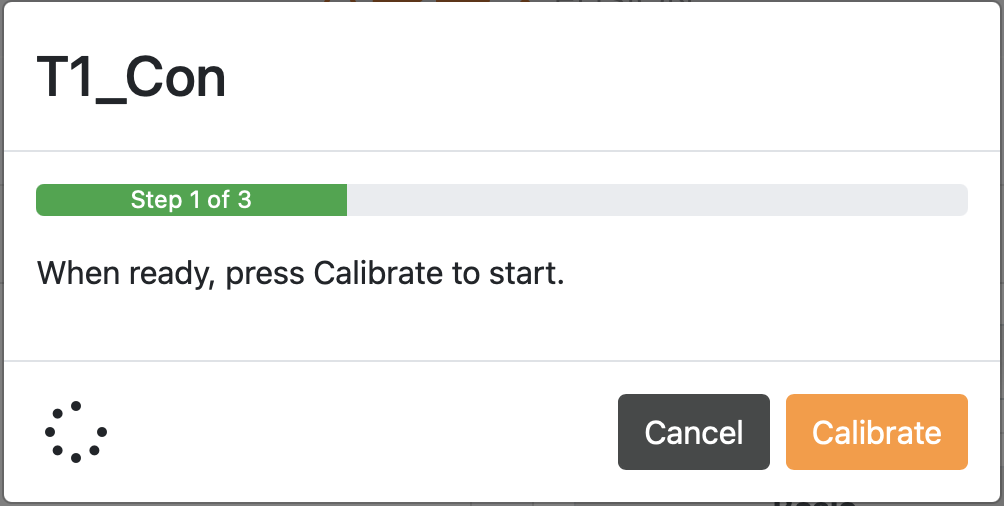 T1_Con
Step 1 of 3
When ready, press Calibrate to start.
Cancel
Calibrate